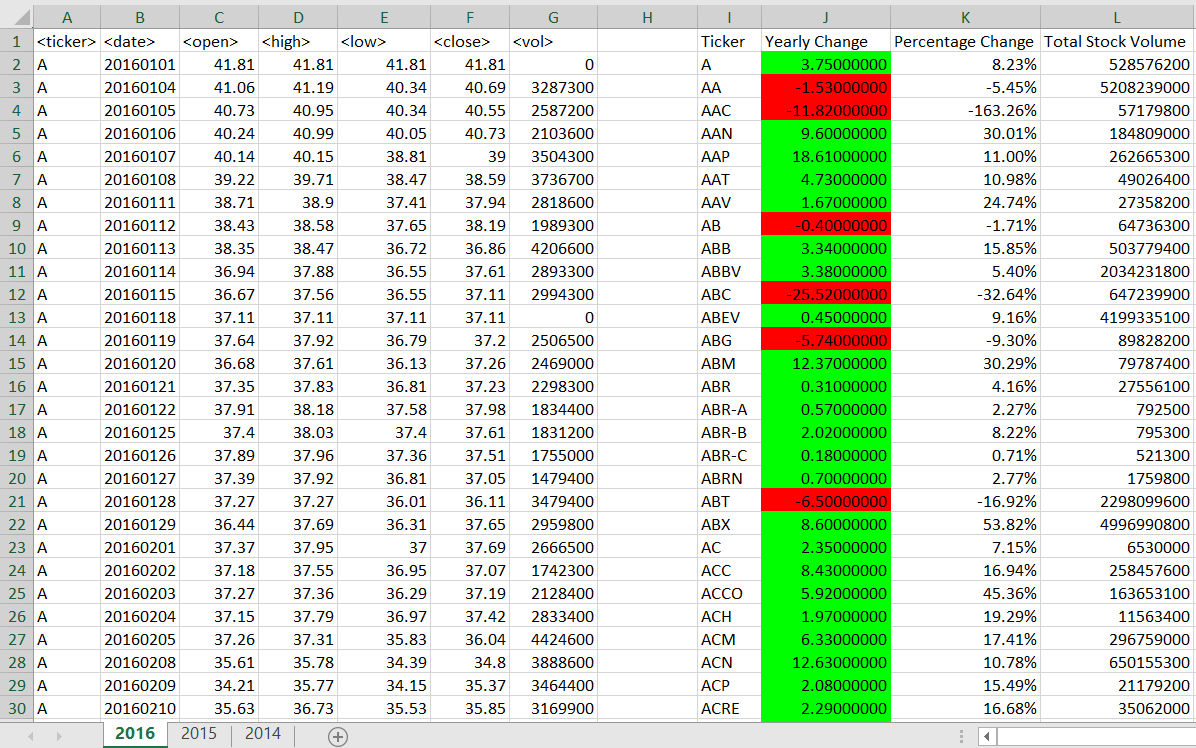 A B C D E F G H I J K L
1 <ticker> <date> <open> <high> <low> <close> <vol> Ticker Yearly Change Percentage Change Total Stock Volume
2 A 20160101 41.81 41.81 41.81 41.81 0 A 3.75000000 8.23% 528576200
3 A 20160104 41.06 41.19 40.34 40.69 3287300 AA -1.53000000 -5.45% 5208239000
4 A 20160105 40.73 40.95 40.34 40.55 2587200 AAC -11.82000000 -163.26% 57179800
5 A 20160106 40.24 40.99 40.05 40.73 2103600 AAN 9.60000000 30.01% 184809000
6 A 20160107 40.14 40.15 38.81 39 3504300 AAP 18.61000000 11.00% 262665300
7 A 20160108 39.22 39.71 38.47 38.59 3736700 AAT 4.73000000 10.98% 49026400
8 A 20160111 38.71 38.9 37.41 37.94 2818600 AAV 1.67000000 24.74% 27358200
9 A 20160112 38.43 38.58 37.65 38.19 1989300 AB -0.40000000 -1.71% 64736300
10 A 20160113 38.35 38.47 36.72 36.86 4206600 ABB 3.34000000 15.85% 503779400
11 A 20160114 36.94 37.88 36.55 37.61 2893300 ABBV 3.38000000 5.40% 2034231800
12 A 20160115 36.67 37.56 36.55 37.11 2994300 ABC -25.52000000 -32.64% 647239900
13 A 20160118 37.11 37.11 37.11 37.11 0 ABEV 0.45000000 9.16% 4199335100
14 A 20160119 37.64 37.92 36.79 37.2 2506500 ABG -5.74000000 -9.30% 89828200
15 A 20160120 36.68 37.61 36.13 37.26 2469000 ABM 12.37000000 30.29% 79787400
16 A 20160121 37.35 37.83 36.81 37.23 2298300 ABR 0.31000000 4.16% 27556100
17 A 20160122 37.91 38.18 37.58 37.98 1834400 ABR-A 0.57000000 2.27% 792500
18 A 20160125 37.4 38.03 37.4 37.61 1831200 ABR-B 2.02000000 8.22% 795300
19 A 20160126 37.89 37.96 37.36 37.51 1755000 ABR-C 0.18000000 0.71% 521300
20 A 20160127 37.39 37.92 36.81 37.05 1479400 ABRN 0.70000000 2.77% 1759800
21 A 20160128 37.27 37.27 36.01 36.11 3479400 ABT -6.50000000 -16.92% 2298099600
22 A 20160129 36.44 37.69 36.31 37.65 2959800 ABX 8.60000000 53.82% 4996990800
23 A 20160201 37.37 37.95 37 37.69 2666500 AC 2.35000000 7.15% 6530000
24 A 20160202 37.18 37.55 36.95 37.07 1742300 ACC 8.43000000 16.94% 258457600
25 A 20160203 37.27 37.36 36.29 37.19 2128400 ACCO 5.92000000 45.36% 163653100
26 A 20160204 37.15 37.79 36.97 37.42 2833400 ACH 1.97000000 19.29% 11563400
27 A 20160205 37.26 37.31 35.83 36.04 4424600 ACM 6.33000000 17.41% 296759000
28 A 20160208 35.61 35.78 34.39 34.8 3888600 ACN 12.63000000 10.78% 650155300
29 A 20160209 34.21 35.77 34.15 35.37 3464400 ACP 2.08000000 15.49% 21179200
30 A 20160210 35.63 36.73 35.53 35.85 3169900 ACRE 2.29000000 16.68% 35062000
2016 2015 2014